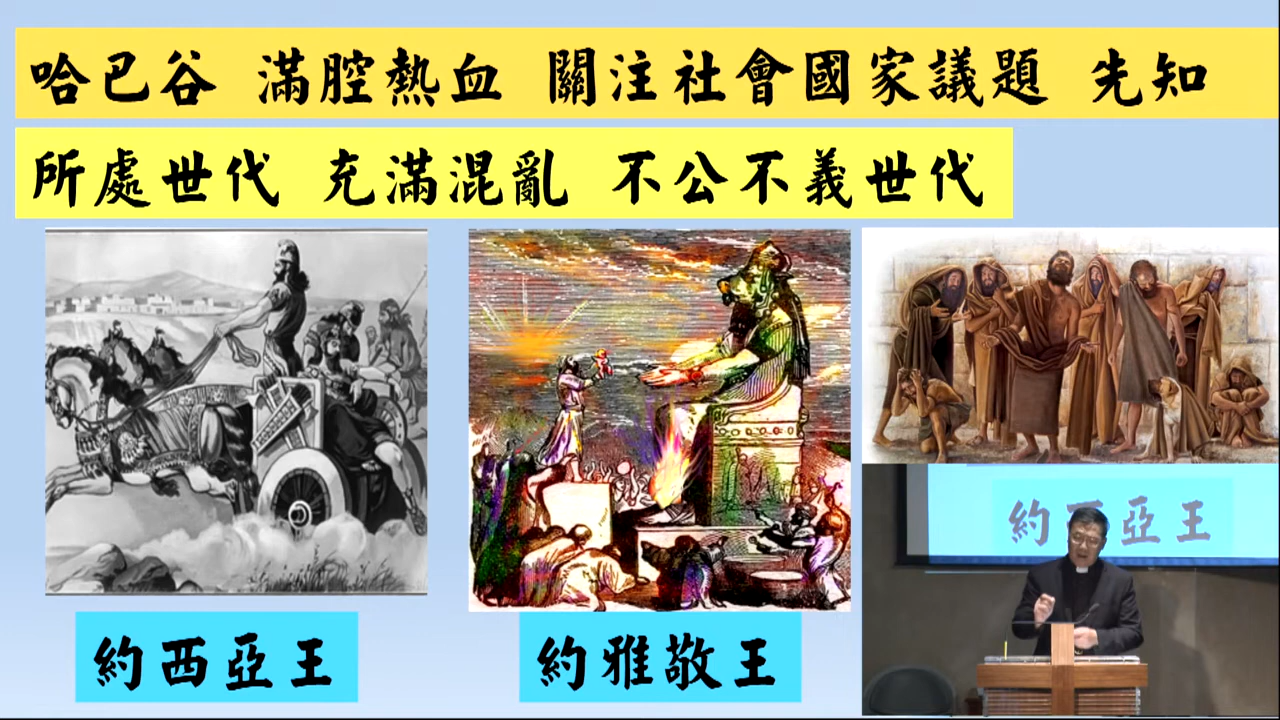 哈巴谷 滿腔熱血 關注社會國家議題 先知
所處世代 充滿混亂 不公不義世代
約西亞王
約雅敬王
約西亞王